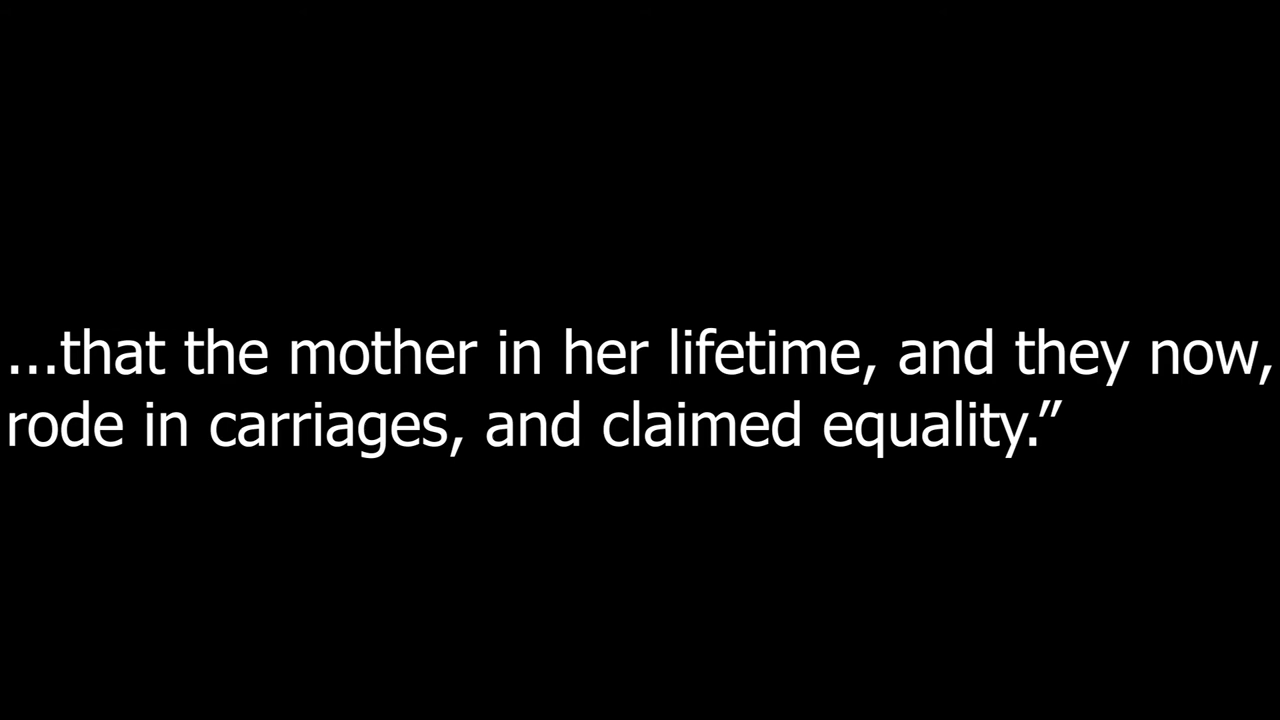 ...that the mother in her lifetime, and they now,
rode in carriages, and claimed equality.”